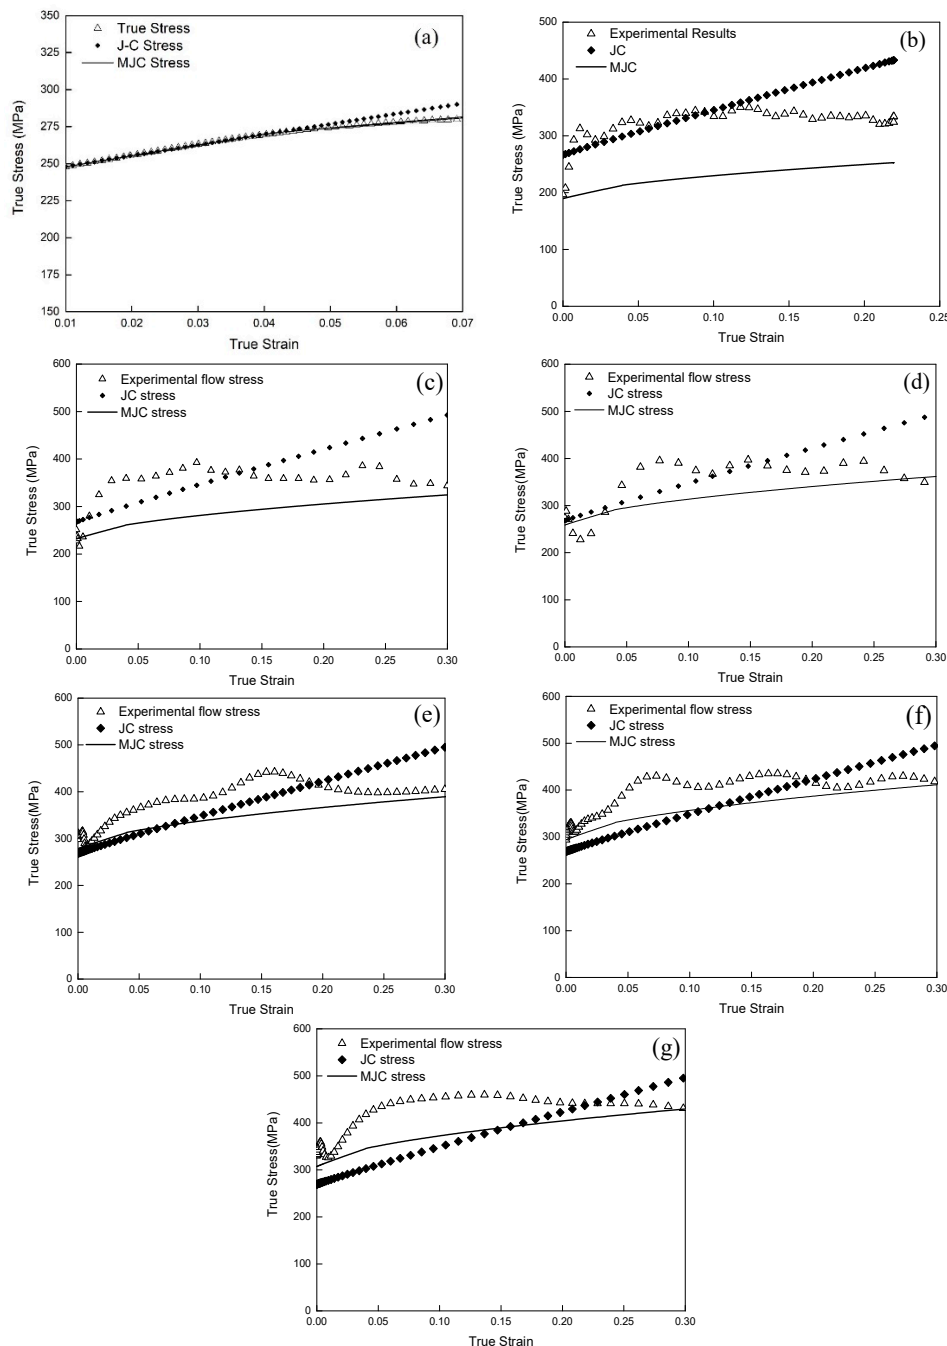 (a)
True Stress
J-C Stress
MJC Stress
True Stress (MPa)
350
325
300
275
250
225
200
175
150
0.01 0.02 0.03 0.04 0.05 0.06 0.07
True Strain
(b)
Experimental Results
JC
MJC
True Stress (MPa)
500
400
300
200
100
0
0.00 0.05 0.10 0.15 0.20 0.25
True Strain
(c)
Experimental flow stress
JC stress
MJC stress
True Stress (MPa)
600
500
400
300
200
100
0
0.00 0.05 0.10 0.15 0.20 0.25 0.30
True Strain
(d)
Experimental flow stress
JC stress
MJC stress
True Stress(MPa)
600
500
400
300
200
100
0
0.00 0.05 0.10 0.15 0.20 0.25 0.30
True Strain
(e)
Experimental flow stress
JC stress
MJC stress
True Stress(MPa)
600
500
400
300
200
100
0
0.00 0.05 0.10 0.15 0.20 0.25 0.30
True Strain
(f)
Experimental flow stress
JC stress
MJC stress
True Stress(MPa)
600
500
400
300
200
100
0
0.00 0.05 0.10 0.15 0.20 0.25 0.30
True Strain
(g)
Experimental flow stress
JC stress
MJC stress
True Stress(MPa)
600
500
400
300
200
100
0
0.00 0.05 0.10 0.15 0.20 0.25 0.30
True Strain